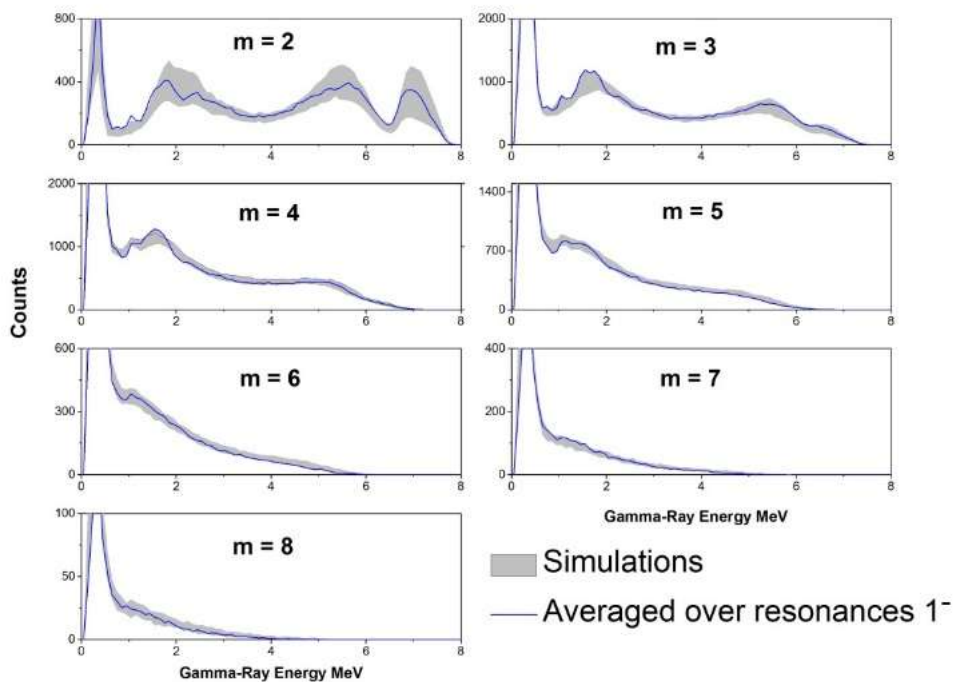 800
400
0
0 2 4 6 8
m = 2
2000
1000
0
0 2 4 6 8
m = 3
2000
1000
0
0 2 4 6 8
m = 4
1400
700
0
0 2 4 6 8
m = 5
Counts
600
300
0
0 2 4 6 8
m = 6
400
200
0
0 2 4 6 8
m = 7
Gamma-Ray Energy MeV
100
50
0
0 2 4 6 8
m = 8
Gamma-Ray Energy MeV
Simulations
Averaged over resonances 1⁻